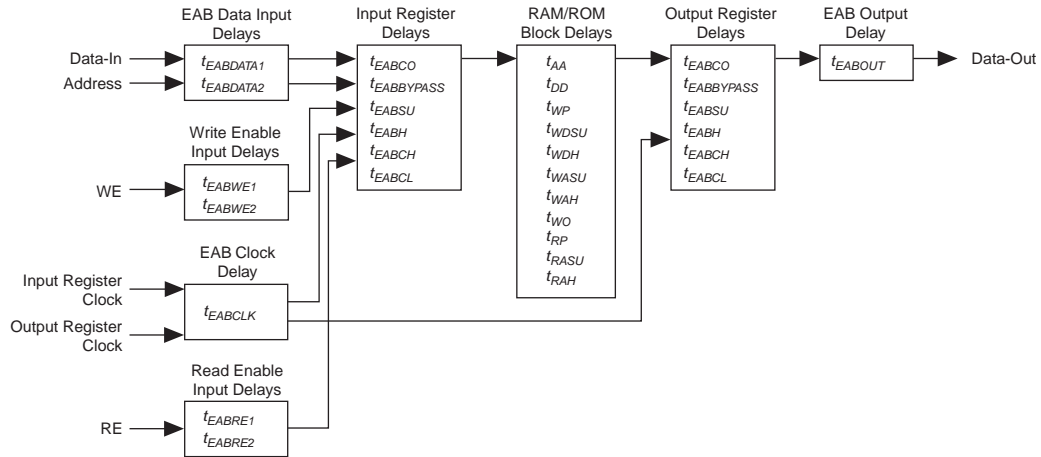 EAB Data Input
Delays
Input Register
Delays
RAM/ROM
Block Delays
Output Register
Delays
EAB Output
Delay
Data-In
Address
tEABDATA1
tEABDATA2
tEABCO
tEABBYPASS
tEABSU
tEABH
tEABCH
tEABCL
tAA
tDD
tWP
tWDSU
tWDH
tWASU
tWAH
tWO
tRP
tRASU
tRAH
tEABCO
tEABBYPASS
tEABSU
tEABH
tEABCH
tEABCL
tEABOUT
Data-Out
Write Enable
Input Delays
WE
tEABWE1
tEABWE2
EAB Clock
Delay
Input Register
Clock
Output Register
Clock
tEABCLK
Read Enable
Input Delays
RE
tEABRE1
tEABRE2